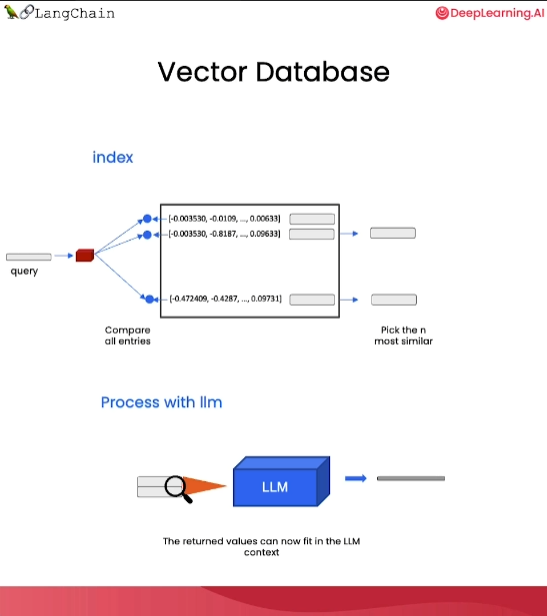 LangChain
DeepLearning.AI
Vector Database
index
[-0.003530, -0.0109, ..., 0.00633]
[-0.003530, -0.8187, ..., 0.09633]
query
[-0.472409, -0.4287, ..., 0.09731]
Compare
all entries
Pick the n
most similar
Process with llm
LLM
The returned values can now fit in the LLM
context